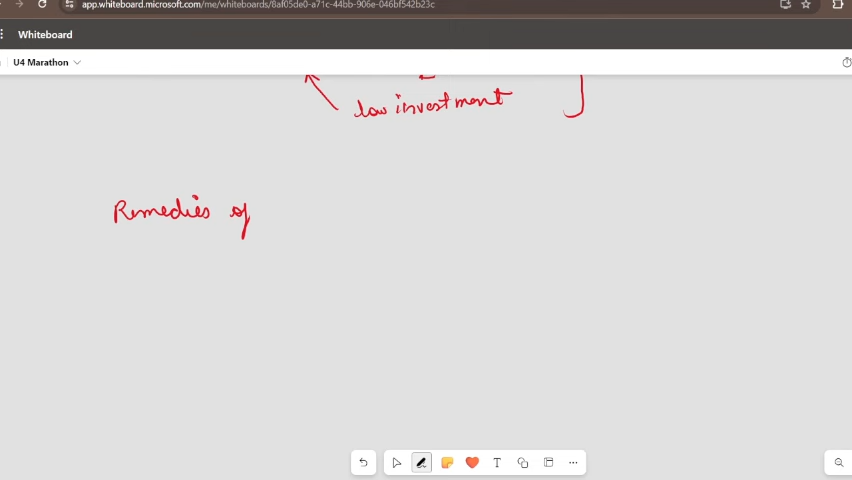 app.whiteboard.microsoft.com/me/whiteboards/8af05de0-a71c-44bb-906e-046bf542b23c
Whiteboard
U4 Marathon
low investment
Remedies of
T